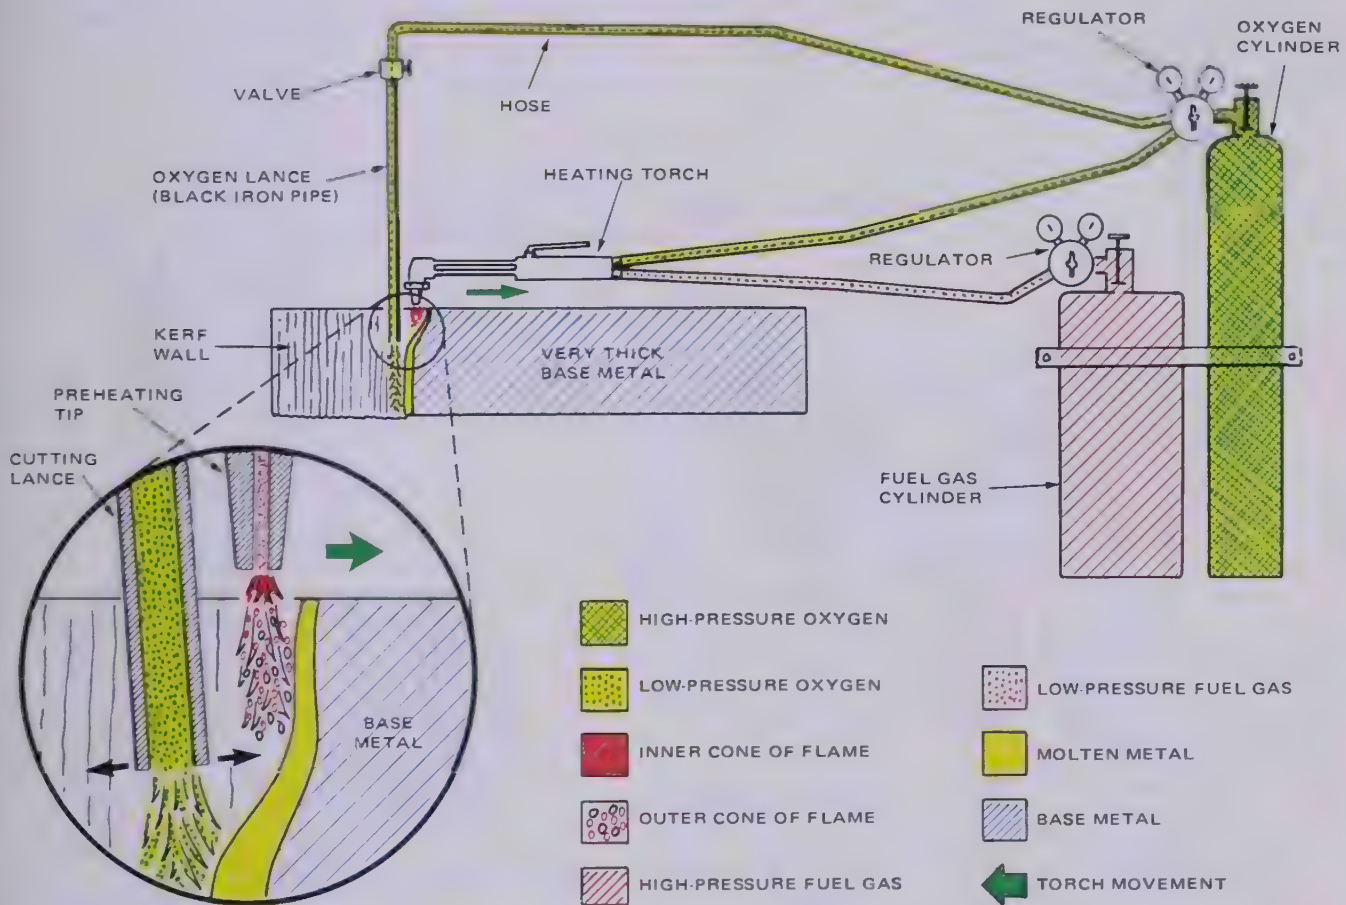 REGULATOR
OXYGEN
CYLINDER
VALVE
HOSE
OXYGEN LANCE
(BLACK IRON PIPE)
HEATING TORCH
REGULATOR
KERF
WALL
VERY THICK
BASE METAL
PREHEATING
TIP
CUTTING
LANCE
FUEL GAS
CYLINDER
BASE
METAL
HIGH-PRESSURE OXYGEN
LOW-PRESSURE OXYGEN
INNER CONE OF FLAME
OUTER CONE OF FLAME
HIGH-PRESSURE FUEL GAS
LOW-PRESSURE FUEL GAS
MOLTEN METAL
BASE METAL
TORCH MOVEMENT